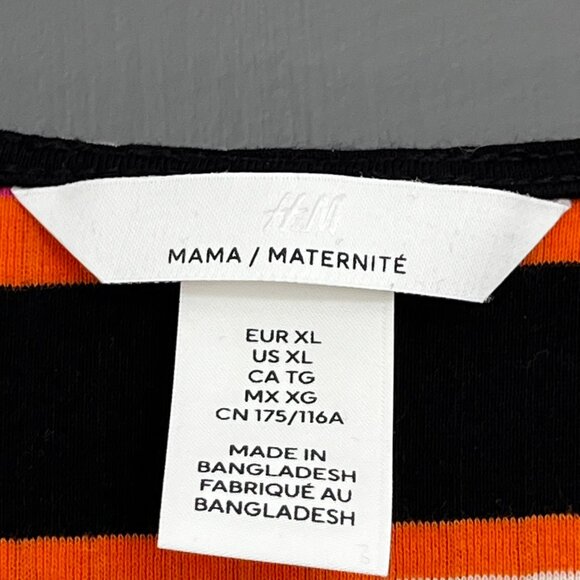 H&M
MAMA / MATERNITÉ
EUR XL
US XL
CA TG
MX XG
CN 175/116A
MADE IN
BANGLADESH
FABRIQUÉ AU
BANGLADESH